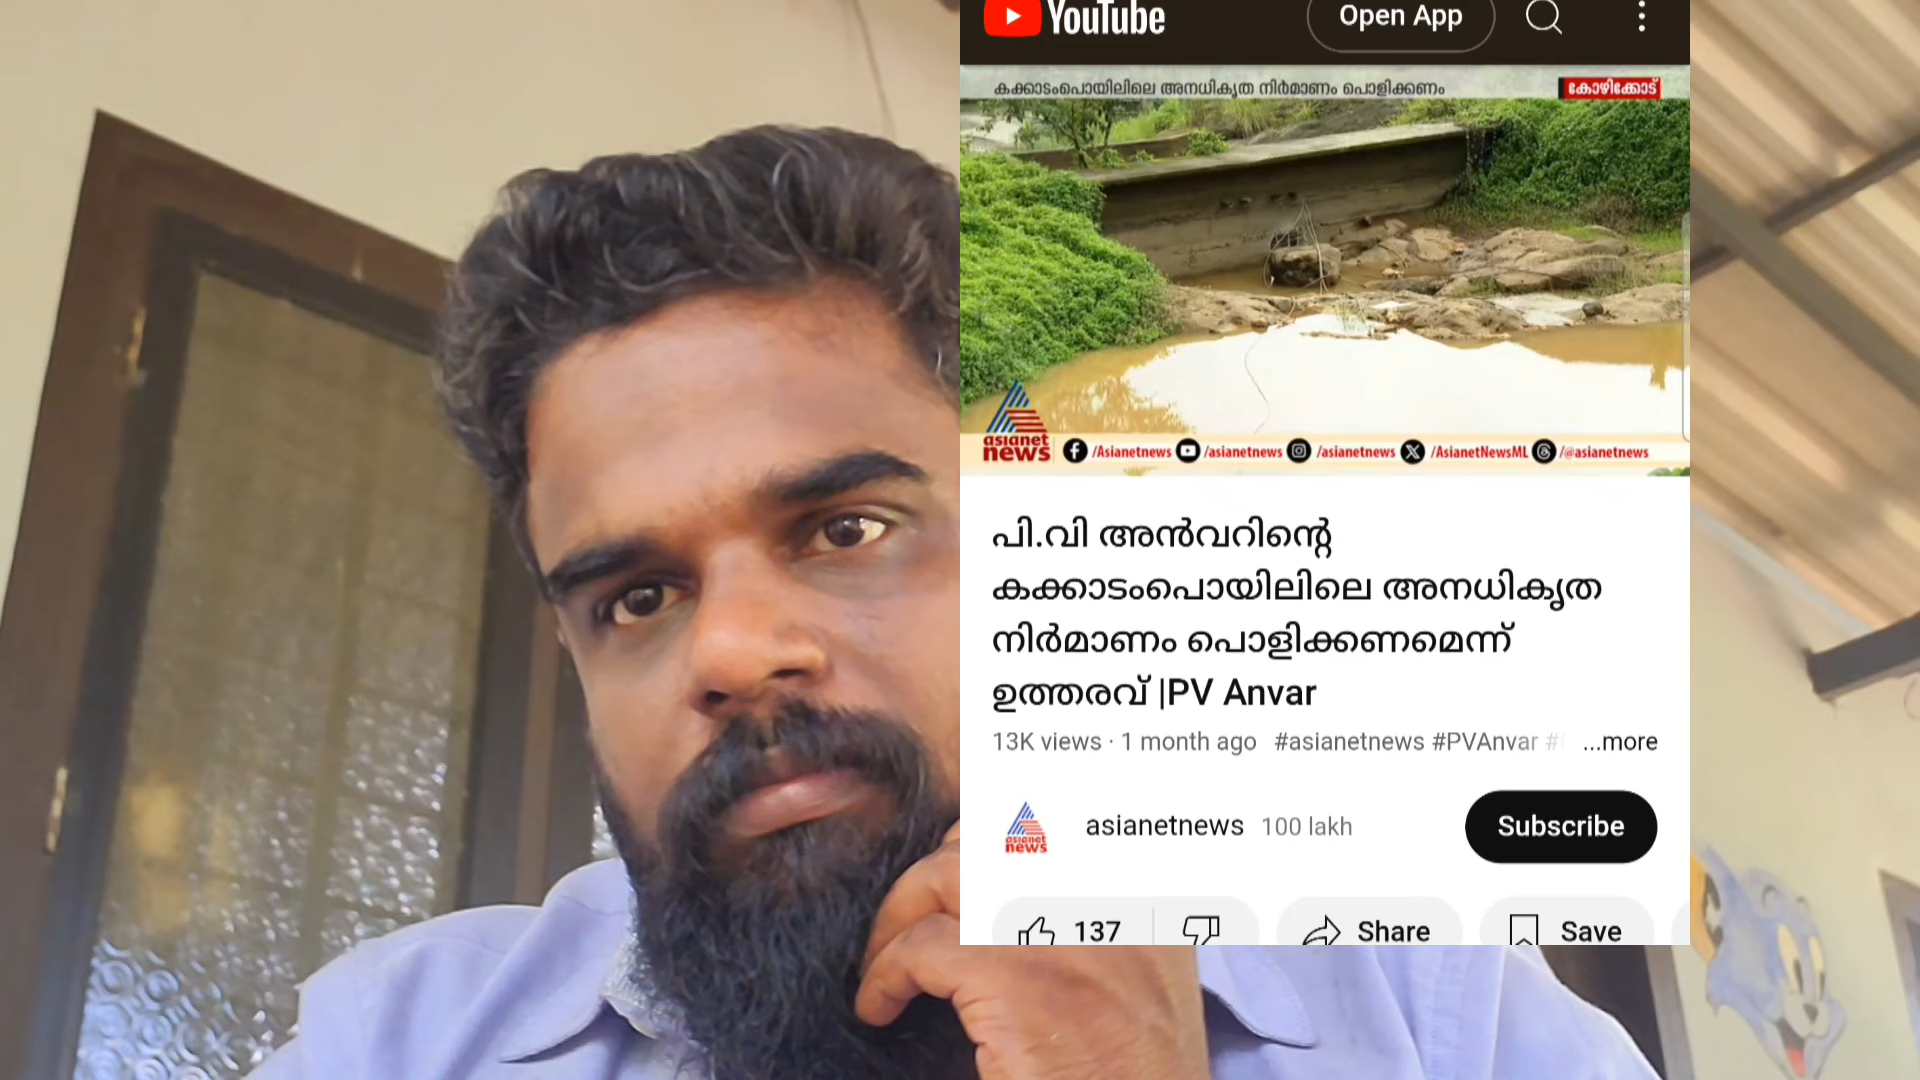 YouTube
Open App
കക്കാടംപൊയിലിലെ അനധികൃത നിർമാണം പൊളിക്കണം
കോഴിക്കോട്
asianet
news
/Asianetnews /asianetnews /asianetnews /AsianetNewsML /@asianetnews
പി.വി അൻവറിന്റെ
കക്കാടംപൊയിലിലെ അനധികൃത
നിർമാണം പൊളിക്കണമെന്ന്
ഉത്തരവ് |PV Anvar
13K views · 1 month ago #asianetnews #PVAnvar # ...more
asianet
news
asianetnews 100 lakh
Subscribe
137
Share
Save